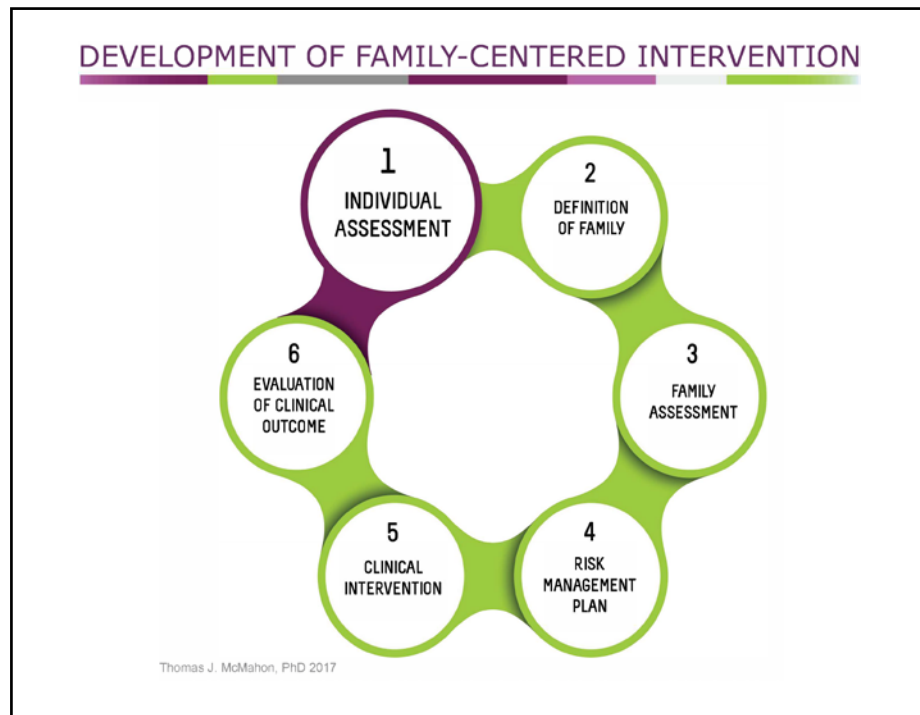 DEVELOPMENT OF FAMILY-CENTERED INTERVENTION
1
INDIVIDUAL
ASSESSMENT
2
DEFINITION
OF FAMILY
3
FAMILY
ASSESSMENT
4
RISK
MANAGEMENT
PLAN
5
CLINICAL
INTERVENTION
6
EVALUATION
OF CLINICAL
OUTCOME
Thomas J. McMahon, PhD 2017